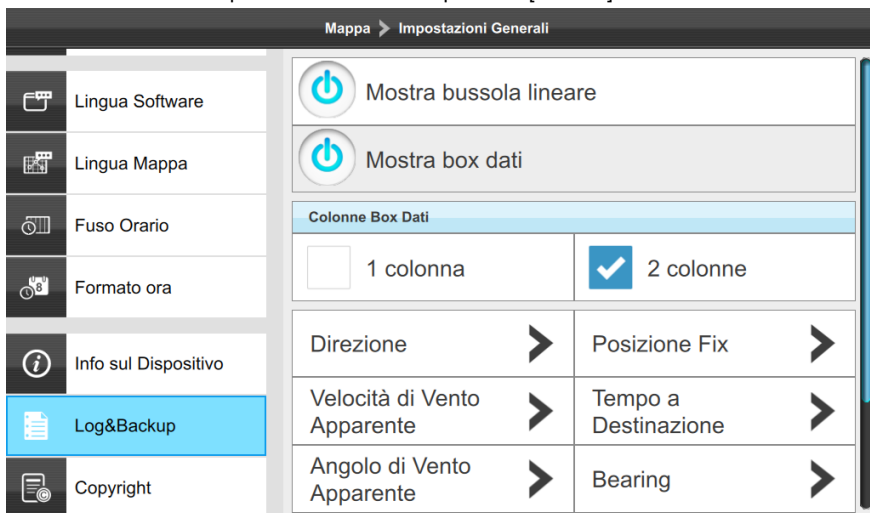 Mappa > Impostazioni Generali
Lingua Software
Lingua Mappa
Fuso Orario
8
Formato ora
i
Info sul Dispositivo
Log&Backup
©
Copyright
Mostra bussola lineare
Mostra box dati
Colonne Box Dati
1 colonna
2 colonne
Direzione
Posizione Fix
Velocità di Vento
Apparente
Tempo a
Destinazione
Angolo di Vento
Apparente
Bearing